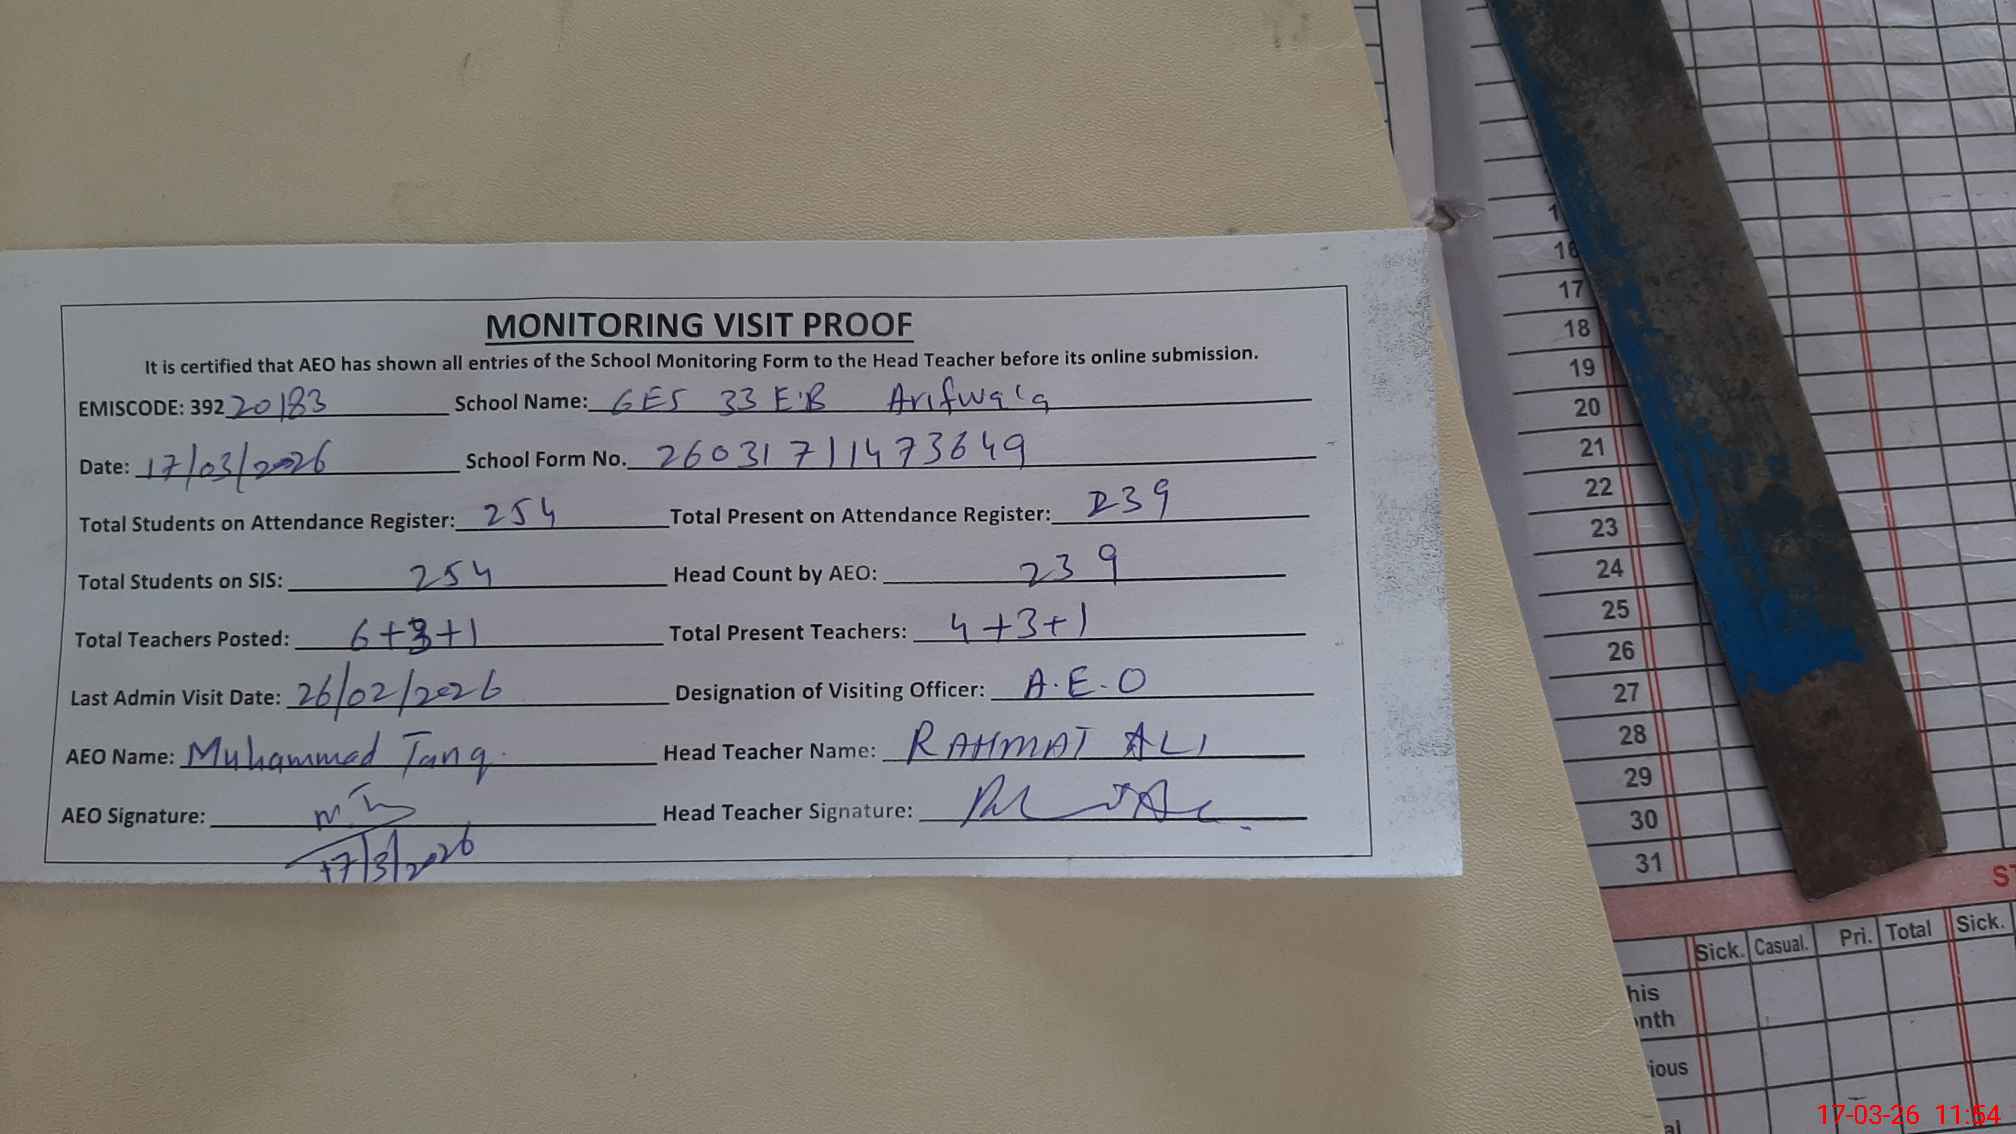 MONITORING VISIT PROOF
It is certified that AEO has shown all entries of the School Monitoring Form to the Head Teacher before its online submission.
EMISCODE: 39220183 School Name: GES 33 E.B Arifwala
Date: 17/03/2026 School Form No. 2603171147 3649
Total Students on Attendance Register: 254 Total Present on Attendance Register: 239
Total Students on SIS: 254 Head Count by AEO: 239
Total Teachers Posted: 6+3+1 Total Present Teachers: 4+3+1
Last Admin Visit Date: 26/02/2026 Designation of Visiting Officer: A.E.O
AEO Name: Muhammad Tariq. Head Teacher Name: RAHMAT ALI
AEO Signature: Head Teacher Signature:
17/3/2026
16
17
18
19
20
21
22
23
24
25
26
27
28
29
30
31
Sick. Casual. Pri. Total Sick.
17-03-26 11:54